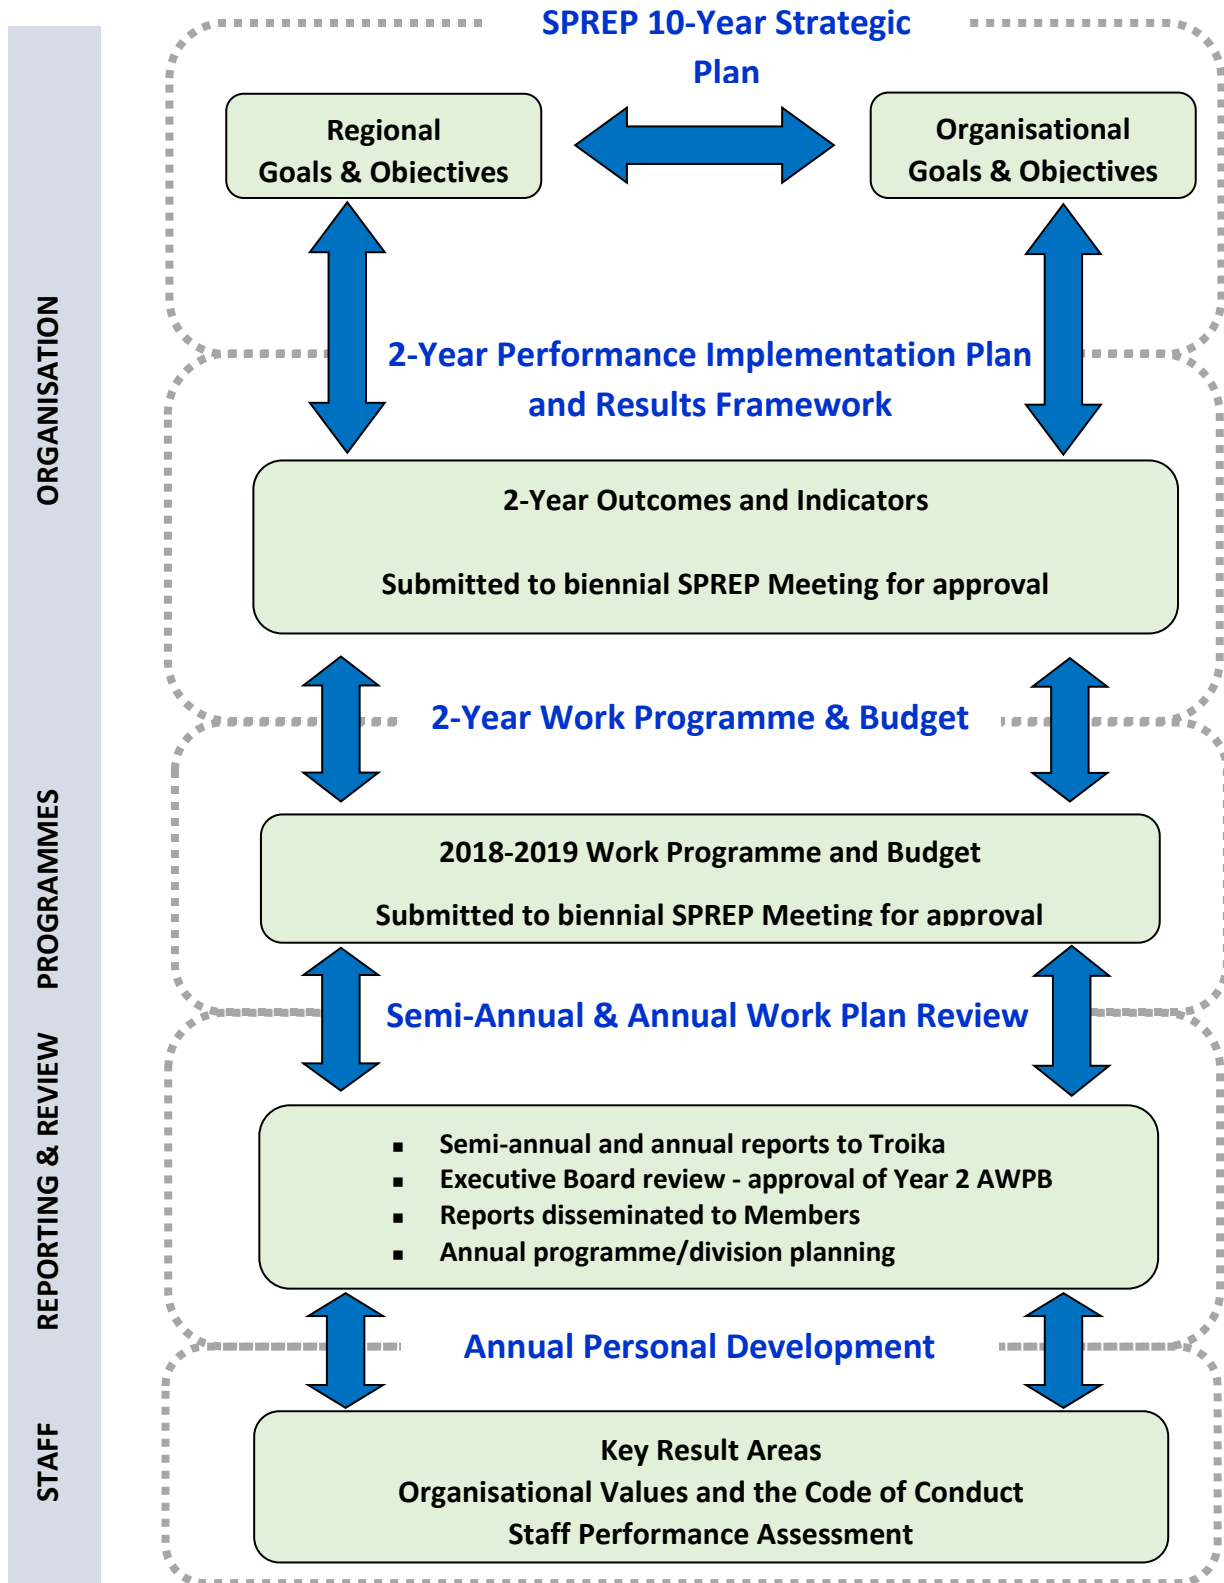 SPREP 10-Year Strategic
Plan
Regional
Goals & Objectives
Organisational
Goals & Objectives
ORGANISATION
2-Year Performance Implementation Plan
and Results Framework
2-Year Outcomes and Indicators
Submitted to biennial SPREP Meeting for approval
2-Year Work Programme & Budget
PROGRAMMES
2018-2019 Work Programme and Budget
Submitted to biennial SPREP Meeting for approval
Semi-Annual & Annual Work Plan Review
REPORTING & REVIEW
▪ Semi-annual and annual reports to Troika
▪ Executive Board review - approval of Year 2 AWPB
▪ Reports disseminated to Members
▪ Annual programme/division planning
Annual Personal Development
STAFF
Key Result Areas
Organisational Values and the Code of Conduct
Staff Performance Assessment